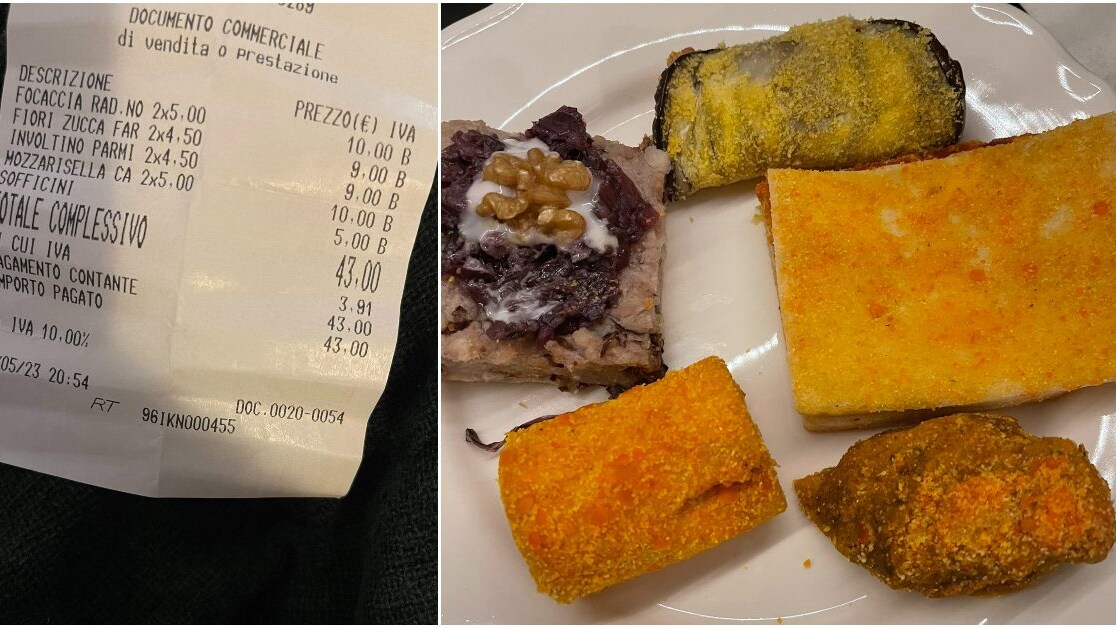 DOCUMENTO COMMERCIALE
di vendita o prestazione
DESCRIZIONE PREZZO(€) IVA
FOCACCIA RAD.NO 2x5,00 10,00 B
FIORI ZUCCA FAR 2x4,50 9,00 B
INVOLTINO PARMI 2x4,50 9,00 B
MOZZARISELLA CA 2x5,00 10,00 B
SOFFICINI 5,00 B
OTALE COMPLESSIVO 43,00
CUI IVA 3,91
AGAMENTO CONTANTE 43,00
MPORTO PAGATO 43,00
IVA 10,00%
/05/23 20:54
DOC.0020-0054
RT 96IKN000455